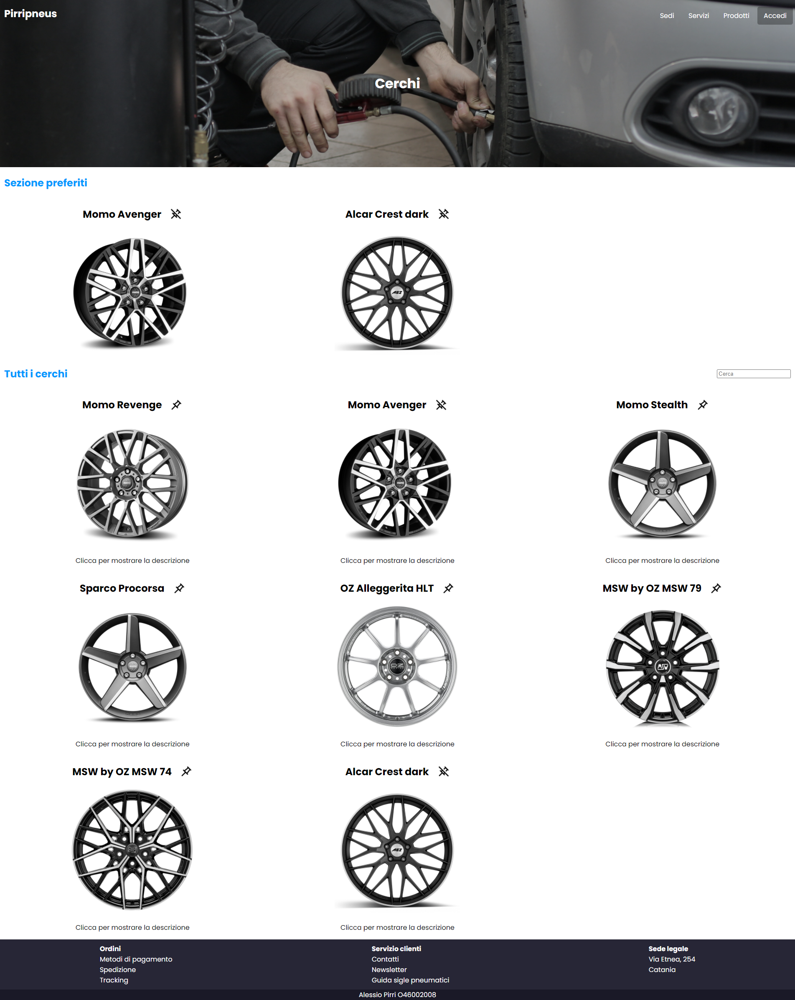 Pirripneus
Sedi Servizi Prodotti Accedi
Cerchi
Sezione preferiti
Momo Avenger
Alcar Crest dark
AEZ
Tutti i cerchi
Cerca
Momo Revenge
Momo Avenger
Momo Stealth
Clicca per mostrare la descrizione
Clicca per mostrare la descrizione
Clicca per mostrare la descrizione
Sparco Procorsa
OZ Alleggerita HLT
MSW by OZ MSW 79
OZ
MSW
Clicca per mostrare la descrizione
Clicca per mostrare la descrizione
Clicca per mostrare la descrizione
MSW by OZ MSW 74
Alcar Crest dark
MSW
AEZ
Clicca per mostrare la descrizione
Clicca per mostrare la descrizione
Ordini
Metodi di pagamento
Spedizione
Tracking
Servizio clienti
Contatti
Newsletter
Guida sigle pneumatici
Sede legale
Via Etnea, 254
Catania
Alessio Pirri O46002008